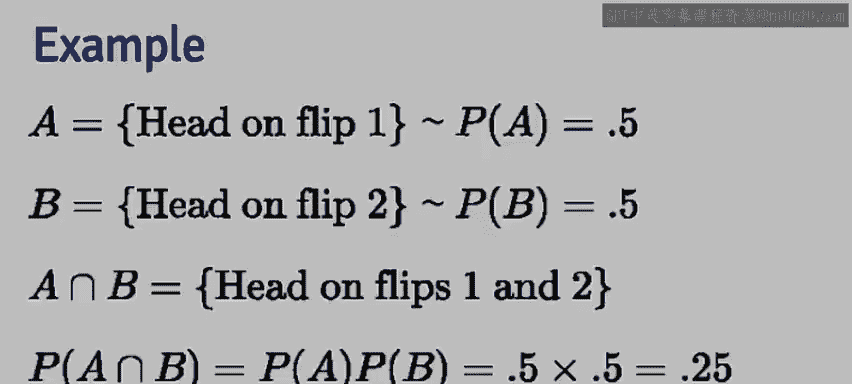 Example
A = {Head on flip 1} ~ P(A) = .5
B = {Head on flip 2} ~ P(B) = .5
A ∩ B = {Head on flips 1 and 2}
P(A ∩ B) = P(A)P(B) = .5 × .5 = .25